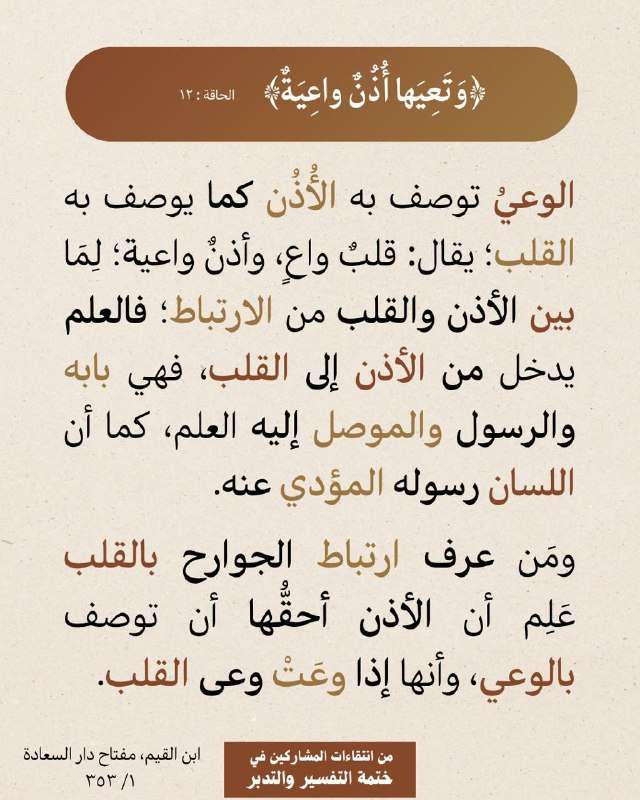 ﴿وَتَعِيَها أُذُنٌ واعِيَةٌ﴾ الحاقة : ١٢
الوعيُ توصف به الأُذُن كما يوصف به
القلب؛ يقال: قلبٌ واعٍ، وأذنٌ واعية؛ لِمَا
بين الأذن والقلب من الارتباط؛ فالعلم
يدخل من الأذن إلى القلب، فهي بابه
والرسول والموصل إليه العلم، كما أن
اللسان رسوله المؤدي عنه.
ومَن عرف ارتباط الجوارح بالقلب
عَلِم أن الأذن أحقُّها أن توصف
بالوعي، وأنها إذا وعَتْ وعى القلب.
من انتقاءات المشاركين في
ختمة التفسير والتدبر
ابن القيم، مفتاح دار السعادة
١/ ٣٥٣